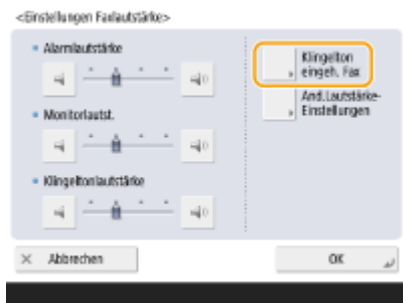 <Einstellungen Faxlautstärke>
Alarmlautstärke
Monitorlautst.
Klingeltonlautstärke
Klingelton
eingeh. Fax
And.Lautstärke-
Einstellungen
Abbrechen
OK